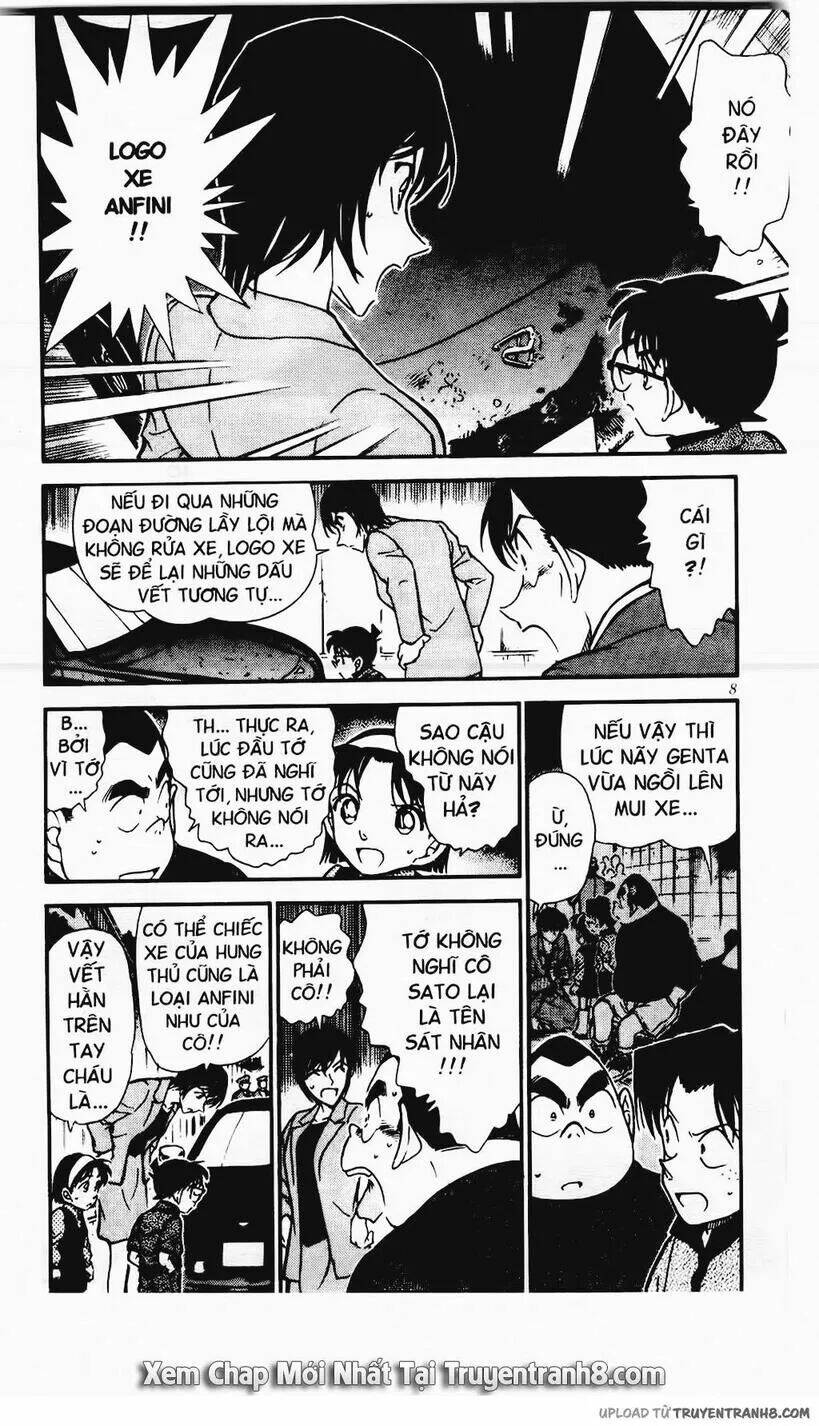 NÓ
ĐÂY
RỒI
!!
LOGO
XE
ANFINI
!!
CÁI
GÌ
?!
NẾU ĐI QUA NHỮNG
ĐOẠN ĐƯỜNG LẦY LỘI MÀ
KHÔNG RỬA XE, LOGO XE
SẼ ĐỂ LẠI NHỮNG DẤU
VẾT TƯƠNG TỰ...
8
NẾU VẬY THÌ
LÚC NÃY GENTA
VỪA NGỒI LÊN
MUI XE...
Ừ,
ĐÚNG
...
SAO CẬU
KHÔNG NÓI
TỪ NÃY
HẢ?
TH... THỰC RA,
LÚC ĐẦU TỚ
CŨNG ĐÃ NGHĨ
TỚI, NHƯNG TỚ
KHÔNG NÓI
RA...
B...
BỞI
VÌ TỚ
...
TỚ KHÔNG
NGHĨ CÔ
SATO LẠI
LÀ TÊN
SÁT NHÂN
!!!
KHÔNG
PHẢI
CÔ!!
CÓ THỂ CHIẾC
XE CỦA HUNG
THỦ CŨNG LÀ
LOẠI ANFINI
NHƯ CỦA
CÔ!!
VẬY
VẾT
HẰN
TRÊN
TAY
CHÁU
LÀ...
Xem Chap Mới Nhất Tại Truyentranh8.com
UPLOAD TỪ TRUYENTRANH8.COM